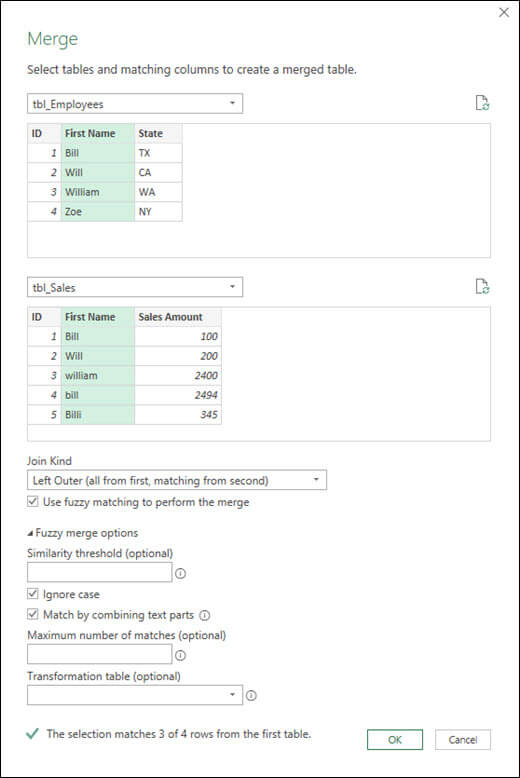 Merge
Select tables and matching columns to create a merged table.
tbl_Employees
ID First Name State
1 Bill TX
2 Will CA
3 William WA
4 Zoe NY
tbl_Sales
ID First Name Sales Amount
1 Bill 100
2 Will 200
3 william 2400
4 bill 2494
5 Billi 345
Join Kind
Left Outer (all from first, matching from second)
Use fuzzy matching to perform the merge
Fuzzy merge options
Similarity threshold (optional)
Ignore case
Match by combining text parts
Maximum number of matches (optional)
Transformation table (optional)
The selection matches 3 of 4 rows from the first table.
OK Cancel